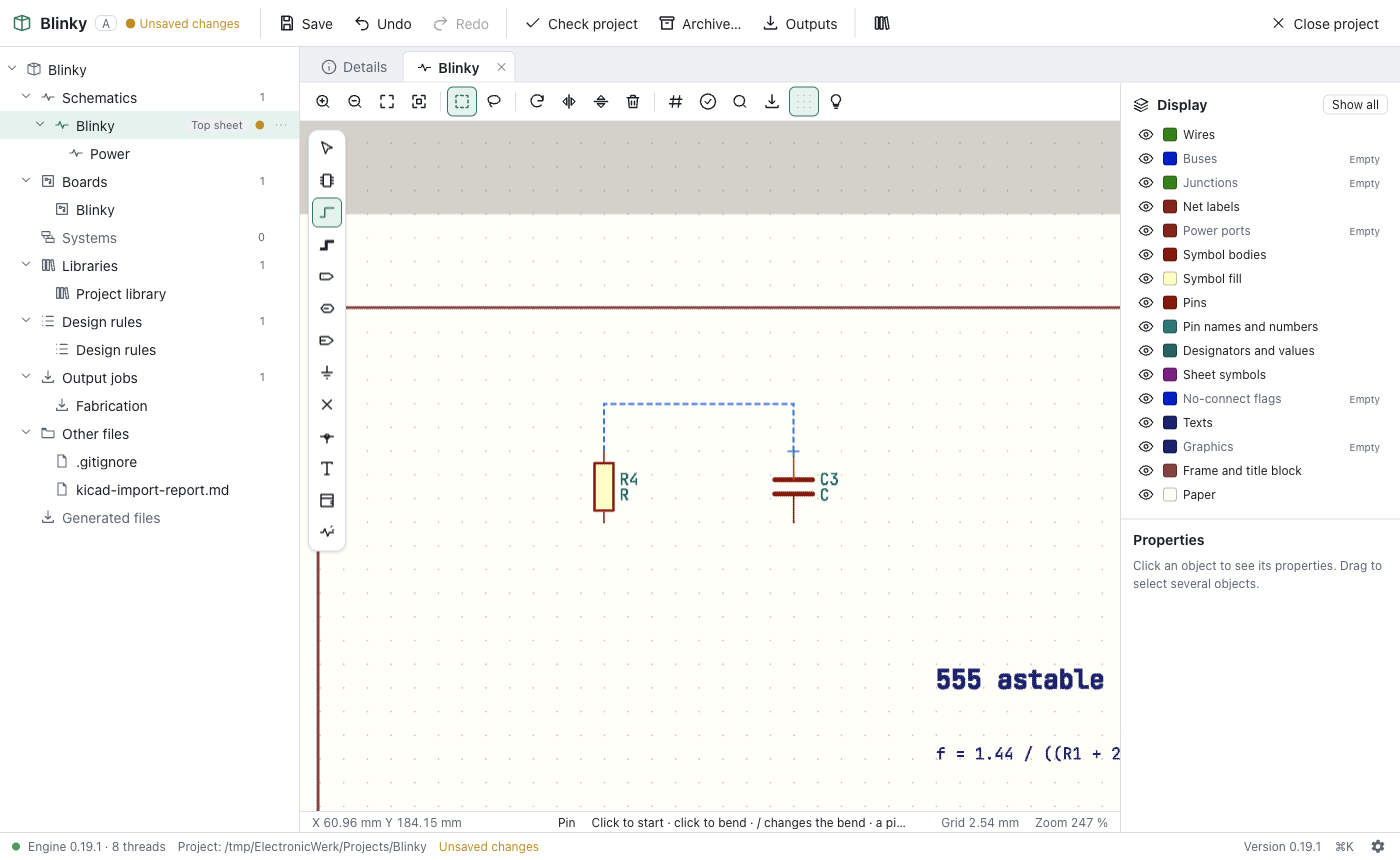 Blinky A Unsaved changes Save Undo Redo Check project Archive... Outputs Close project
Blinky
Schematics 1
Blinky Top sheet
Power
Boards 1
Blinky
Systems 0
Libraries 1
Project library
Design rules 1
Design rules
Output jobs 1
Fabrication
Other files
.gitignore
kicad-import-report.md
Generated files
Details Blinky
R4
R
C3
C
555 astable
f = 1.44 / ((R1 + 2
X 60.96 mm Y 184.15 mm Pin Click to start · click to bend · / changes the bend · a pi... Grid 2.54 mm Zoom 247 %
Display Show all
Wires
Buses Empty
Junctions Empty
Net labels
Power ports Empty
Symbol bodies
Symbol fill
Pins
Pin names and numbers
Designators and values
Sheet symbols
No-connect flags Empty
Texts
Graphics Empty
Frame and title block
Paper
Properties
Click an object to see its properties. Drag to
select several objects.
Engine 0.19.1 · 8 threads Project: /tmp/ElectronicWerk/Projects/Blinky Unsaved changes Version 0.19.1 ⌘K